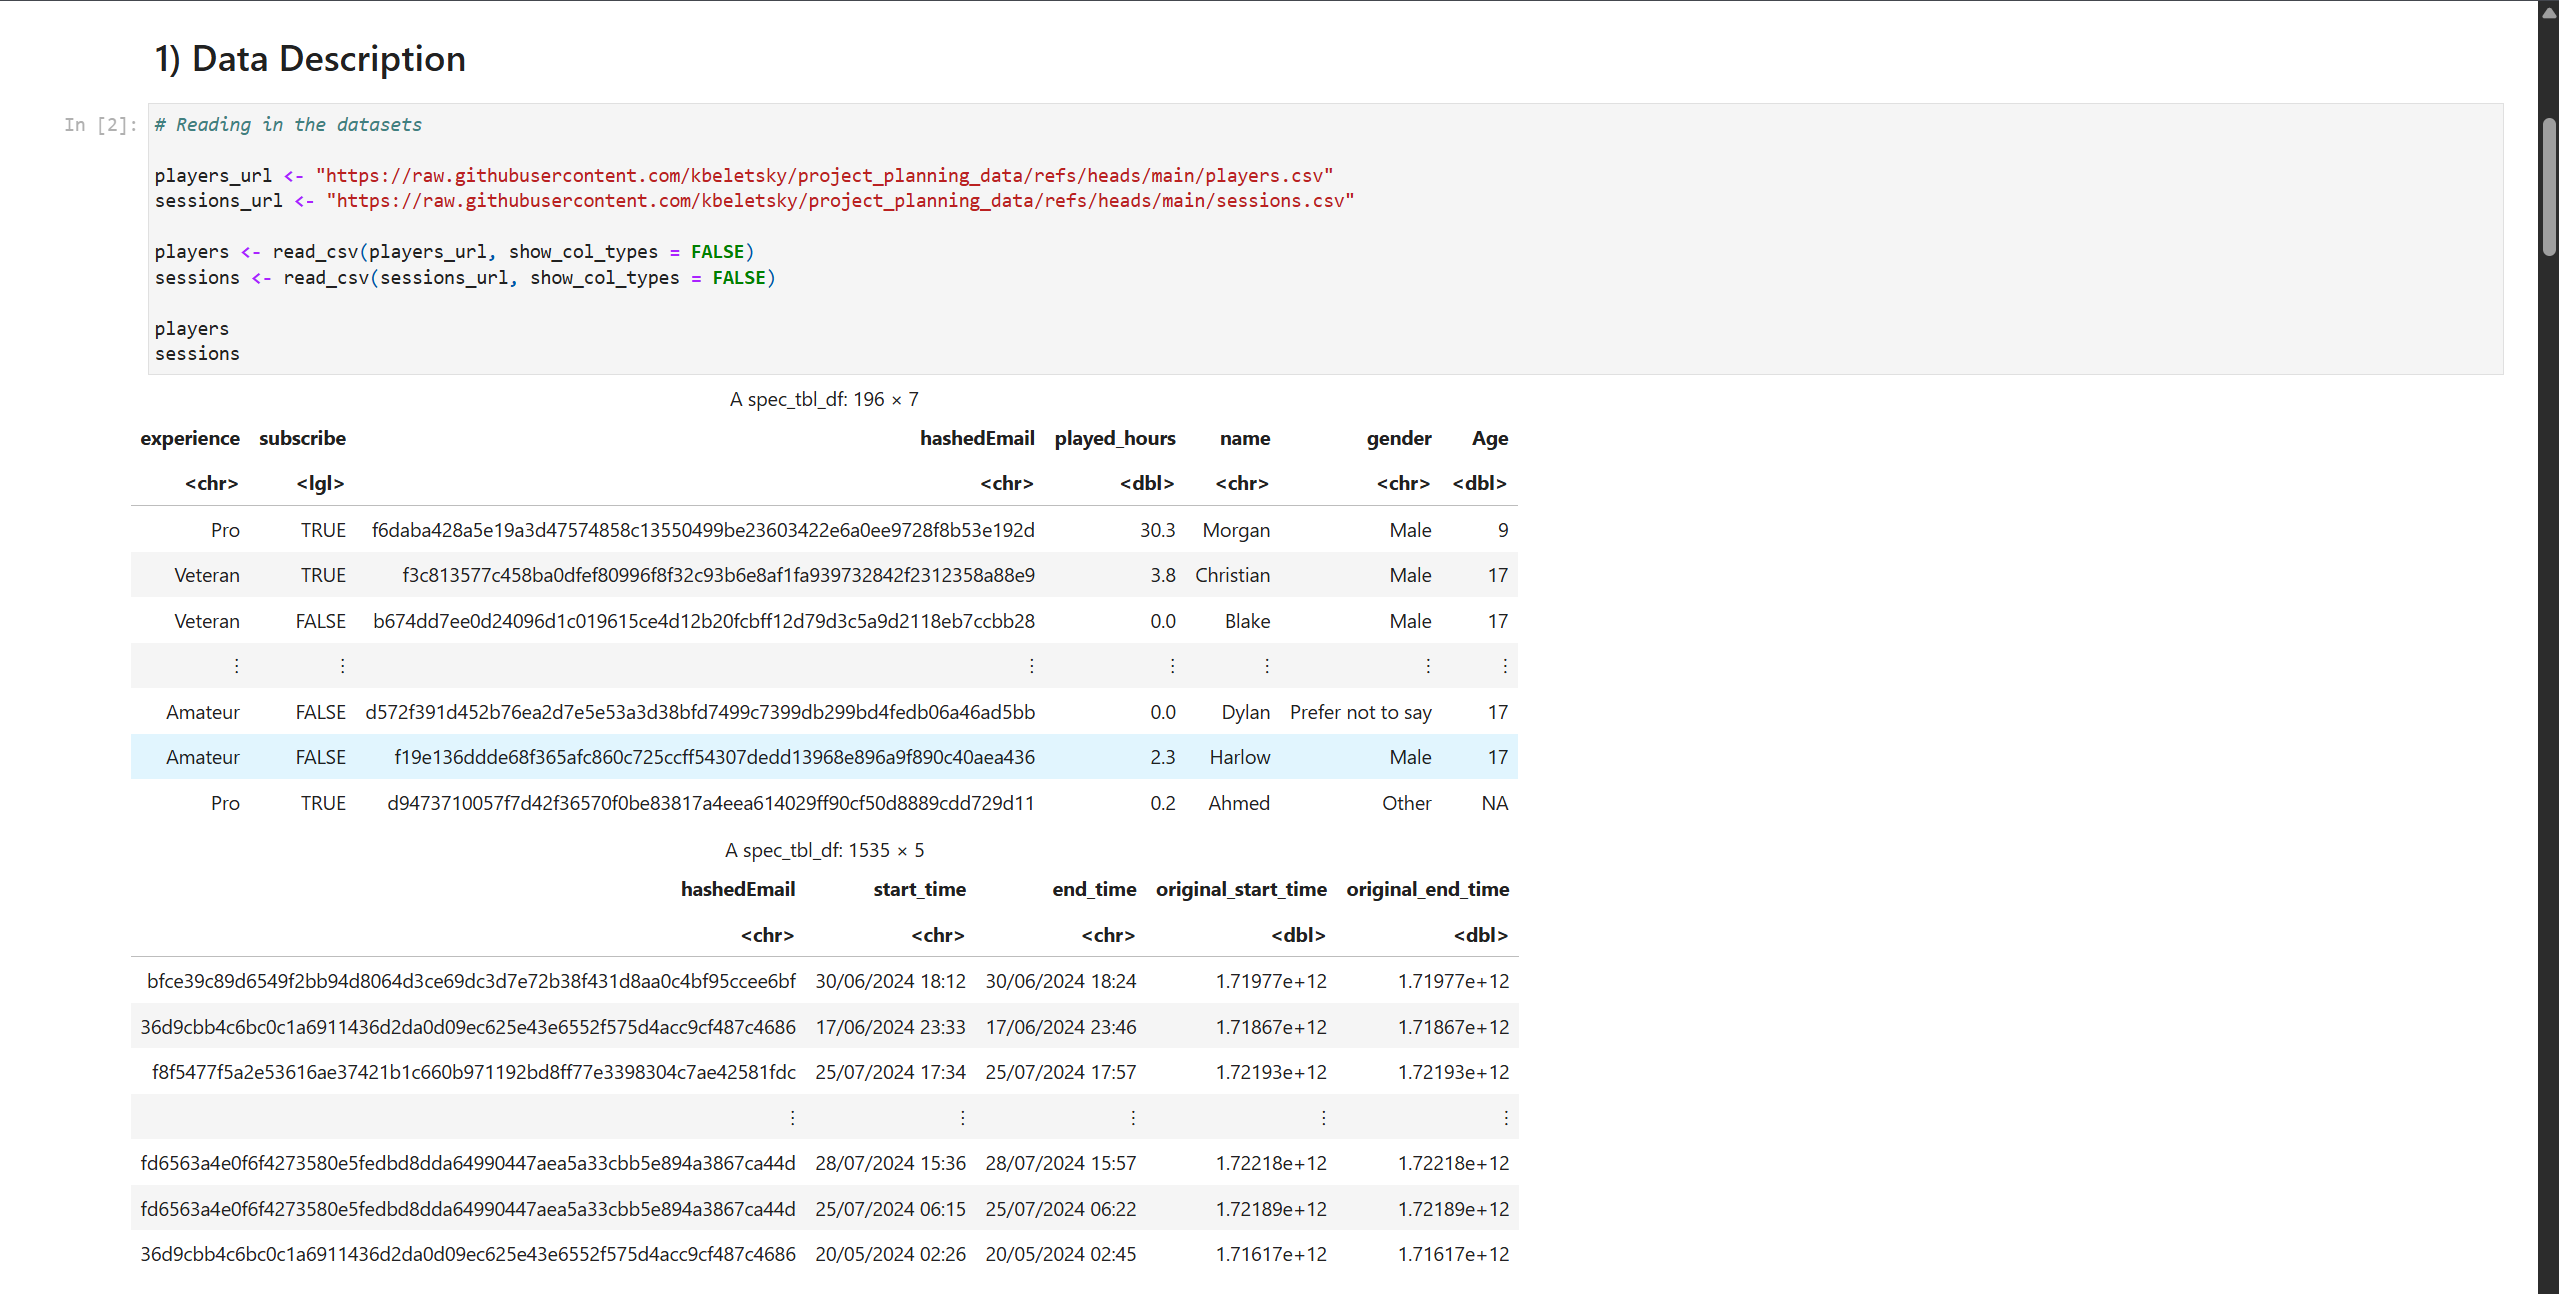 1) Data Description
In [2]: # Reading in the datasets
players_url <- "https://raw.githubusercontent.com/kbeletsky/project_planning_data/refs/heads/main/players.csv"
sessions_url <- "https://raw.githubusercontent.com/kbeletsky/project_planning_data/refs/heads/main/sessions.csv"
players <- read_csv(players_url, show_col_types = FALSE)
sessions <- read_csv(sessions_url, show_col_types = FALSE)
players
sessions
A spec_tbl_df: 196 × 7
experience subscribe hashedEmail played_hours name gender Age
<chr> <lgl> <chr> <dbl> <chr> <chr> <dbl>
Pro TRUE f6daba428a5e19a3d47574858c13550499be23603422e6a0ee9728f8b53e192d 30.3 Morgan Male 9
Veteran TRUE f3c813577c458ba0dfef80996f8f32c93b6e8af1fa939732842f2312358a88e9 3.8 Christian Male 17
Veteran FALSE b674dd7ee0d24096d1c019615ce4d12b20fcbff12d79d3c5a9d2118eb7ccbb28 0.0 Blake Male 17
⋮ ⋮ ⋮ ⋮ ⋮ ⋮ ⋮
Amateur FALSE d572f391d452b76ea2d7e5e53a3d38bfd7499c7399db299bd4fedb06a46ad5bb 0.0 Dylan Prefer not to say 17
Amateur FALSE f19e136ddde68f365afc860c725ccff54307dedd13968e896a9f890c40aea436 2.3 Harlow Male 17
Pro TRUE d9473710057f7d42f36570f0be83817a4eea614029ff90cf50d8889cdd729d11 0.2 Ahmed Other NA
A spec_tbl_df: 1535 × 5
hashedEmail start_time end_time original_start_time original_end_time
<chr> <chr> <chr> <dbl> <dbl>
bfce39c89d6549f2bb94d8064d3ce69dc3d7e72b38f431d8aa0c4bf95ccee6bf 30/06/2024 18:12 30/06/2024 18:24 1.71977e+12 1.71977e+12
36d9cbb4c6bc0c1a6911436d2da0d09ec625e43e6552f575d4acc9cf487c4686 17/06/2024 23:33 17/06/2024 23:46 1.71867e+12 1.71867e+12
f8f5477f5a2e53616ae37421b1c660b971192bd8ff77e3398304c7ae42581fdc 25/07/2024 17:34 25/07/2024 17:57 1.72193e+12 1.72193e+12
⋮ ⋮ ⋮ ⋮ ⋮
fd6563a4e0f6f4273580e5fedbd8dda64990447aea5a33cbb5e894a3867ca44d 28/07/2024 15:36 28/07/2024 15:57 1.72218e+12 1.72218e+12
fd6563a4e0f6f4273580e5fedbd8dda64990447aea5a33cbb5e894a3867ca44d 25/07/2024 06:15 25/07/2024 06:22 1.72189e+12 1.72189e+12
36d9cbb4c6bc0c1a6911436d2da0d09ec625e43e6552f575d4acc9cf487c4686 20/05/2024 02:26 20/05/2024 02:45 1.71617e+12 1.71617e+12